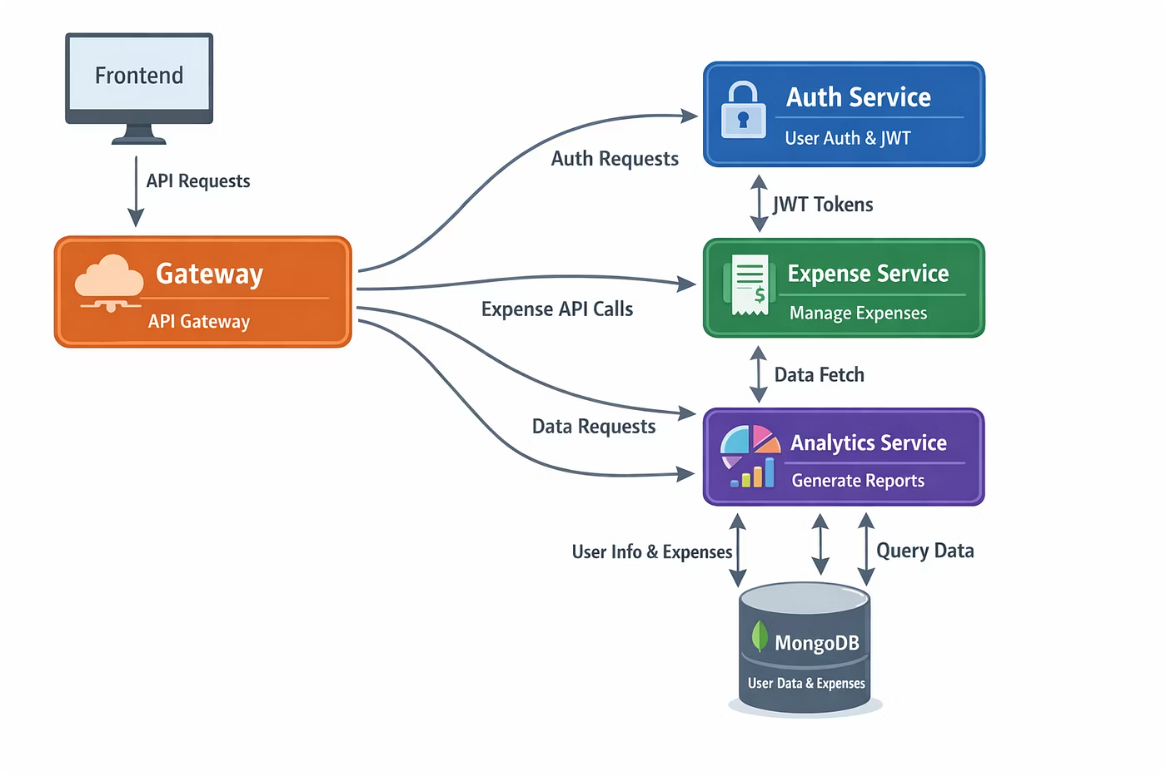 Frontend
API Requests
Gateway
API Gateway
Auth Requests
Expense API Calls
Data Requests
Auth Service
User Auth & JWT
JWT Tokens
Expense Service
$
Manage Expenses
Data Fetch
Analytics Service
Generate Reports
User Info & Expenses
Query Data
MongoDB
User Data & Expenses